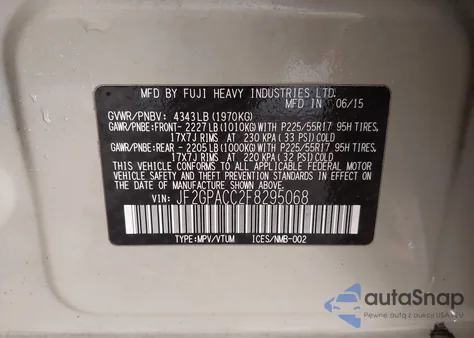 MFD BY FUJI HEAVY INDUSTRIES LTD.
06/15
GVWR/PNBV: 4343LB (1970KG)
GAWR/PNBE:FRONT- 2227LB(1010KG)WITH P225/55R17 95H TIRES,
17X7J RIMS AT 230 KPA ( 33 PSI) COLD
GAWR/PNBE:REAR - 2205LB(1000KG)WITH P225/55R17 95H TIRES,
17X7J RIMS AT 220 KPA ( 32 PSI) COLD
THIS VEHICLE CONFORMS TO ALL APPLICABLE FEDERAL MOTOR
VEHICLE SAFETY, BUMPER, AND THEFT PREVENTION STANDARDS
IN EFFECT ON THE DATE OF MANUFACTURE SHOWN ABOVE.
VIN: JF2GPACC2F8295068
TYPE:MPV/VTUM ICES/NMB-002
autaSnap
Pewne auta z aukcji USA i EU